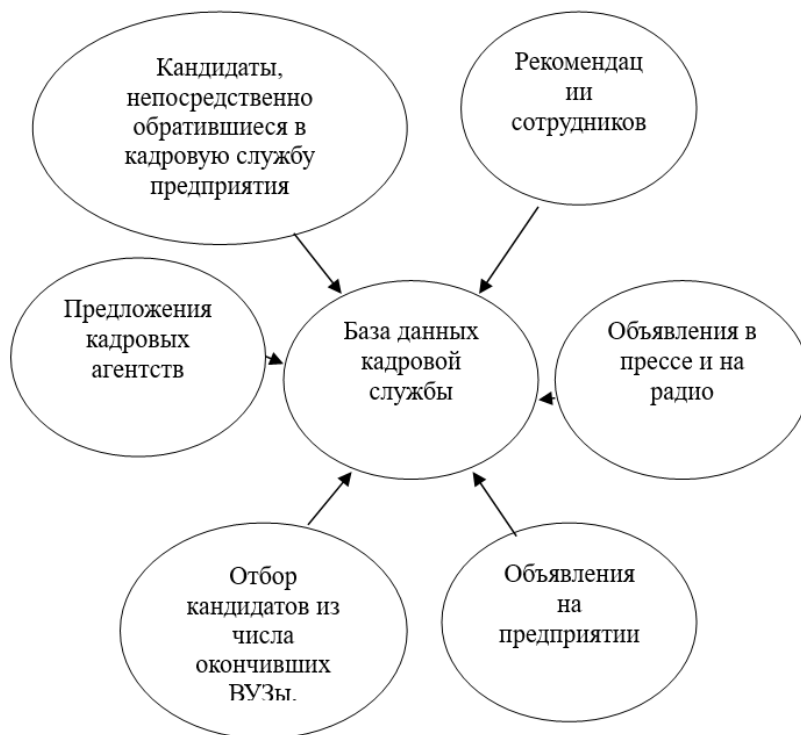 Кандидаты,
непосредственно
обратившиеся в
кадровую службу
предприятия
Рекомендац
ии
сотрудников
Предложения
кадровых
агентств
База данных
кадровой
службы
Объявления в
прессе и на
радио
Отбор
кандидатов из
числа
окончивших
ВУЗы.
Объявления
на
предприятии